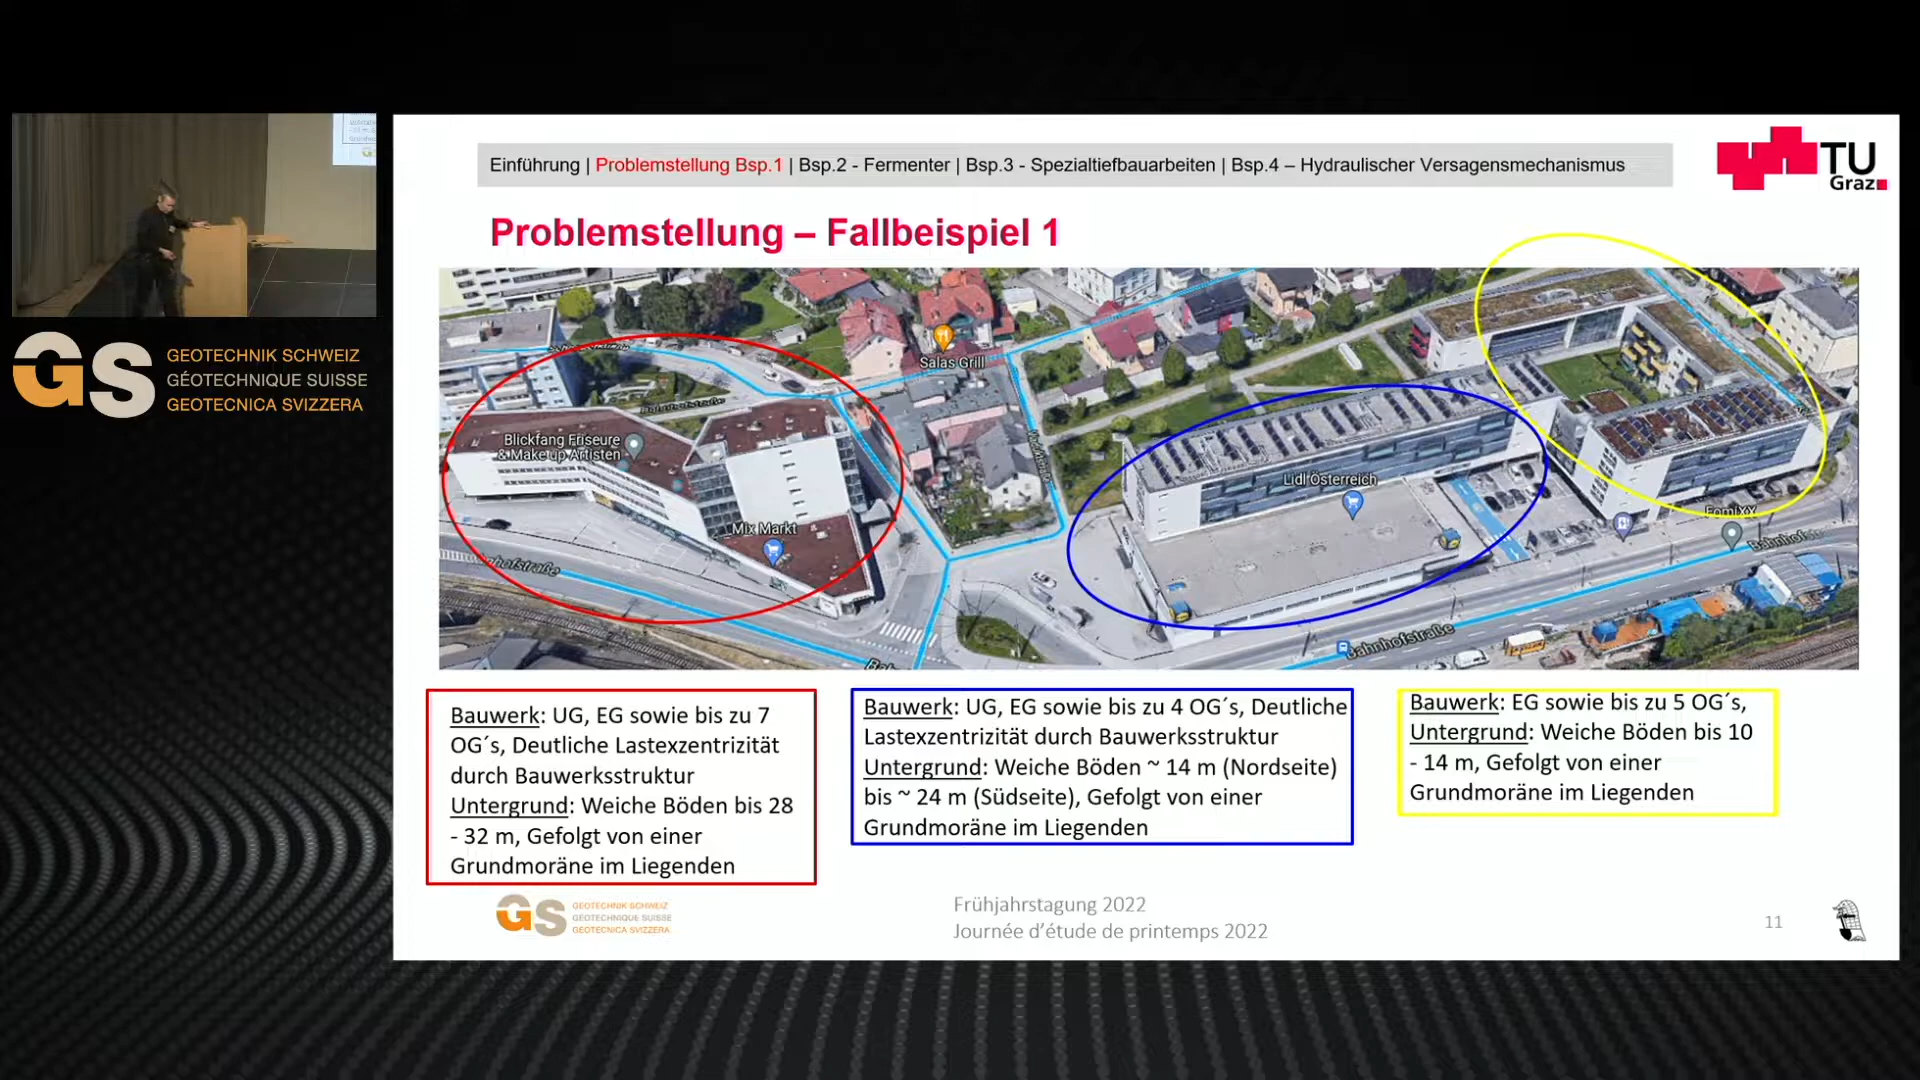 GS GEOTECHNIK SCHWEIZ
GÉOTECHNIQUE SUISSE
GEOTECNICA SVIZZERA
Einführung | Problemstellung Bsp.1 | Bsp.2 - Fermenter | Bsp.3 - Spezialtiefbauarbeiten | Bsp.4 – Hydraulischer Versagensmechanismus
TU
Graz
Problemstellung – Fallbeispiel 1
Salas Grill
Bahnhofstraße
Blickfang Friseure
& Make up Artisten
Lidl Österreich
Mix Markt
FomIXX
Bahnhofstraße
Bauwerk: UG, EG sowie bis zu 7
OG´s, Deutliche Lastexzentrizität
durch Bauwerksstruktur
Untergrund: Weiche Böden bis 28
- 32 m, Gefolgt von einer
Grundmoräne im Liegenden
Bauwerk: UG, EG sowie bis zu 4 OG´s, Deutliche
Lastexzentrizität durch Bauwerksstruktur
Untergrund: Weiche Böden ~ 14 m (Nordseite)
bis ~ 24 m (Südseite), Gefolgt von einer
Grundmoräne im Liegenden
Bauwerk: EG sowie bis zu 5 OG´s,
Untergrund: Weiche Böden bis 10
- 14 m, Gefolgt von einer
Grundmoräne im Liegenden
GS GEOTECHNIK SCHWEIZ
GÉOTECHNIQUE SUISSE
GEOTECNICA SVIZZERA
Frühjahrstagung 2022
Journée d’étude de printemps 2022
11